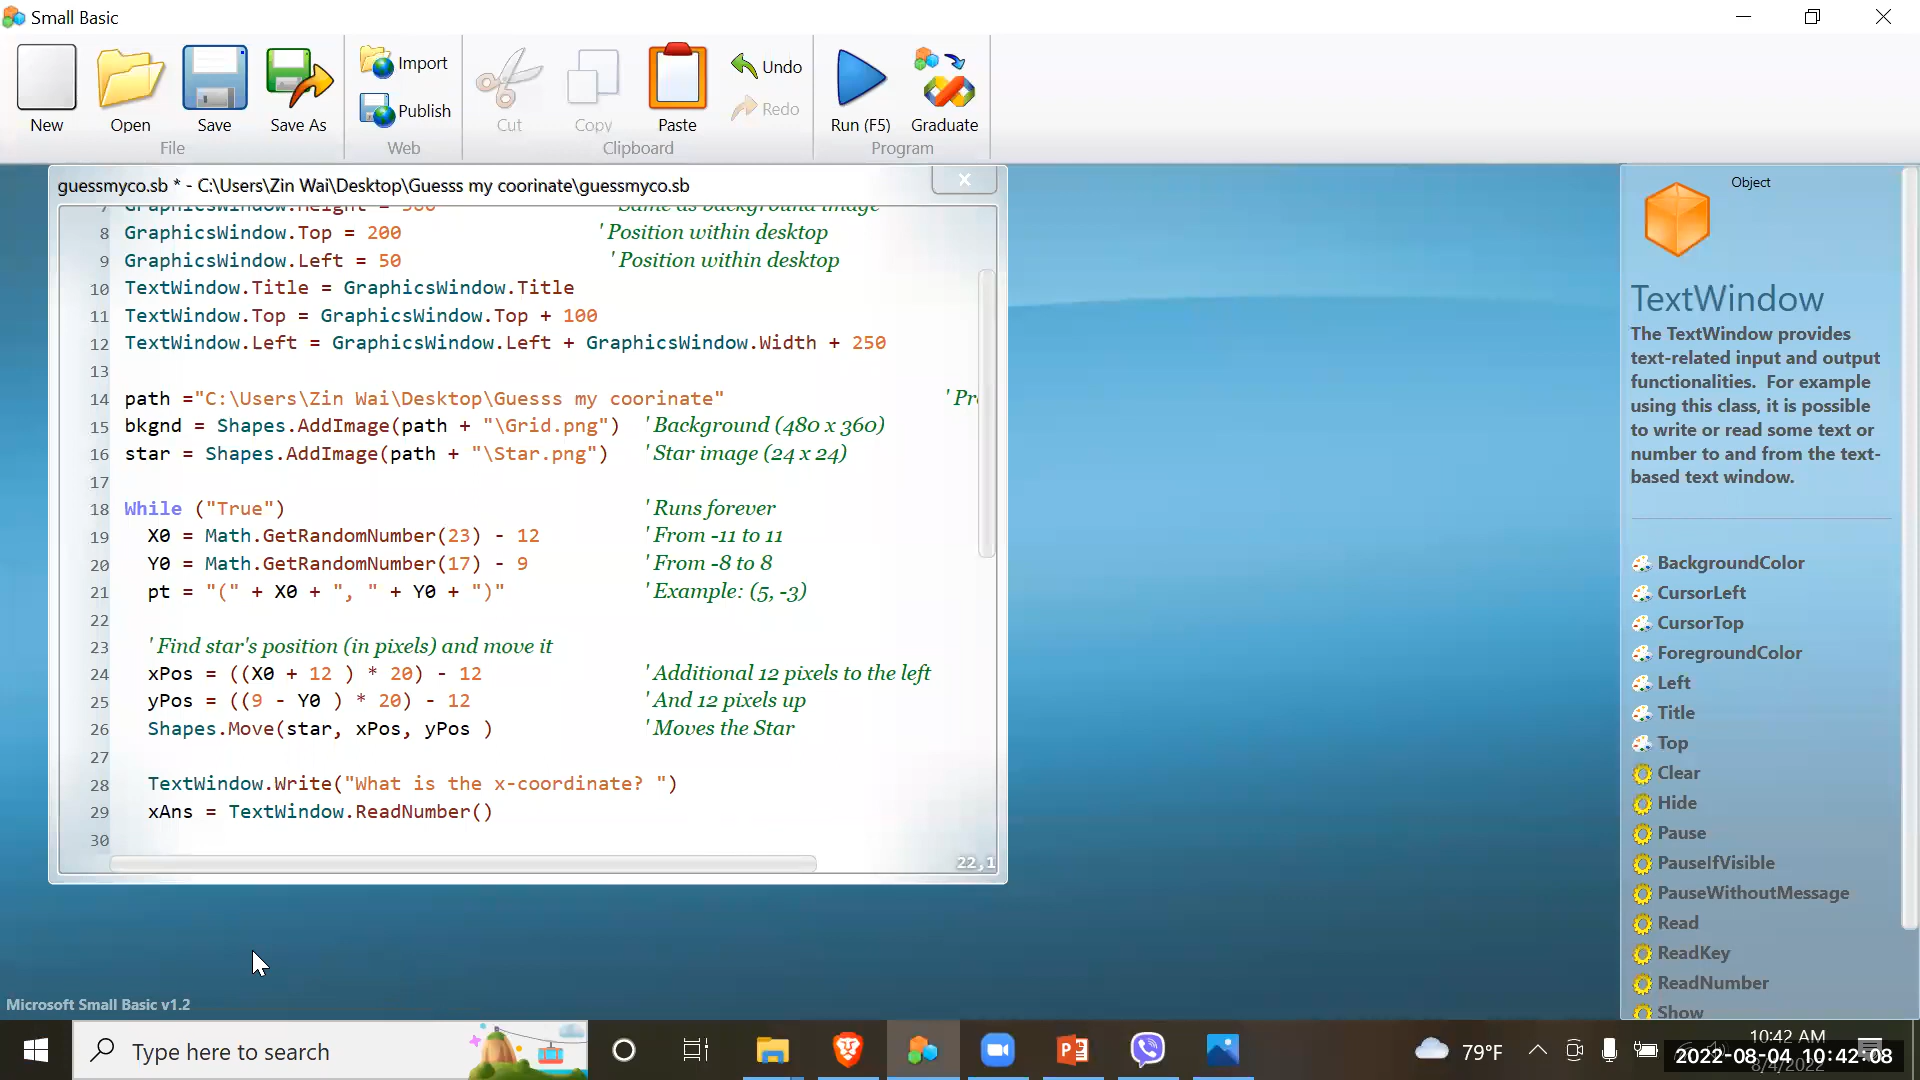 Small Basic
New
Open
Save
Save As
Import
Publish
Cut
Copy
Paste
Undo
Redo
Run (F5)
Graduate
File
Web
Clipboard
Program
guessmyco.sb * - C:\Users\Zin Wai\Desktop\Guesss my coorinate\guessmyco.sb
8 GraphicsWindow.Top = 200 ' Position within desktop
9 GraphicsWindow.Left = 50 ' Position within desktop
10 TextWindow.Title = GraphicsWindow.Title
11 TextWindow.Top = GraphicsWindow.Top + 100
12 TextWindow.Left = GraphicsWindow.Left + GraphicsWindow.Width + 250
13
14 path ="C:\Users\Zin Wai\Desktop\Guesss my coorinate"
15 bkgnd = Shapes.AddImage(path + "\Grid.png") ' Background (480 x 360)
16 star = Shapes.AddImage(path + "\Star.png") ' Star image (24 x 24)
17
18 While ("True") ' Runs forever
19 X0 = Math.GetRandomNumber(23) - 12 ' From -11 to 11
20 Y0 = Math.GetRandomNumber(17) - 9 ' From -8 to 8
21 pt = "(" + X0 + ", " + Y0 + ")" ' Example: (5, -3)
22
23 ' Find star's position (in pixels) and move it
24 xPos = ((X0 + 12 ) * 20) - 12 ' Additional 12 pixels to the left
25 yPos = ((9 - Y0 ) * 20) - 12 ' And 12 pixels up
26 Shapes.Move(star, xPos, yPos ) ' Moves the Star
27
28 TextWindow.Write("What is the x-coordinate? ")
29 xAns = TextWindow.ReadNumber()
30
22,1
Object
TextWindow
The TextWindow provides
text-related input and output
functionalities. For example
using this class, it is possible
to write or read some text or
number to and from the text-
based text window.
BackgroundColor
CursorLeft
CursorTop
ForegroundColor
Left
Title
Top
Clear
Hide
Pause
PauseIfVisible
PauseWithoutMessage
Read
ReadKey
ReadNumber
Show
Microsoft Small Basic v1.2
Type here to search
79°F
10:42 AM
2022-08-04 10:42:08
8/4/2022